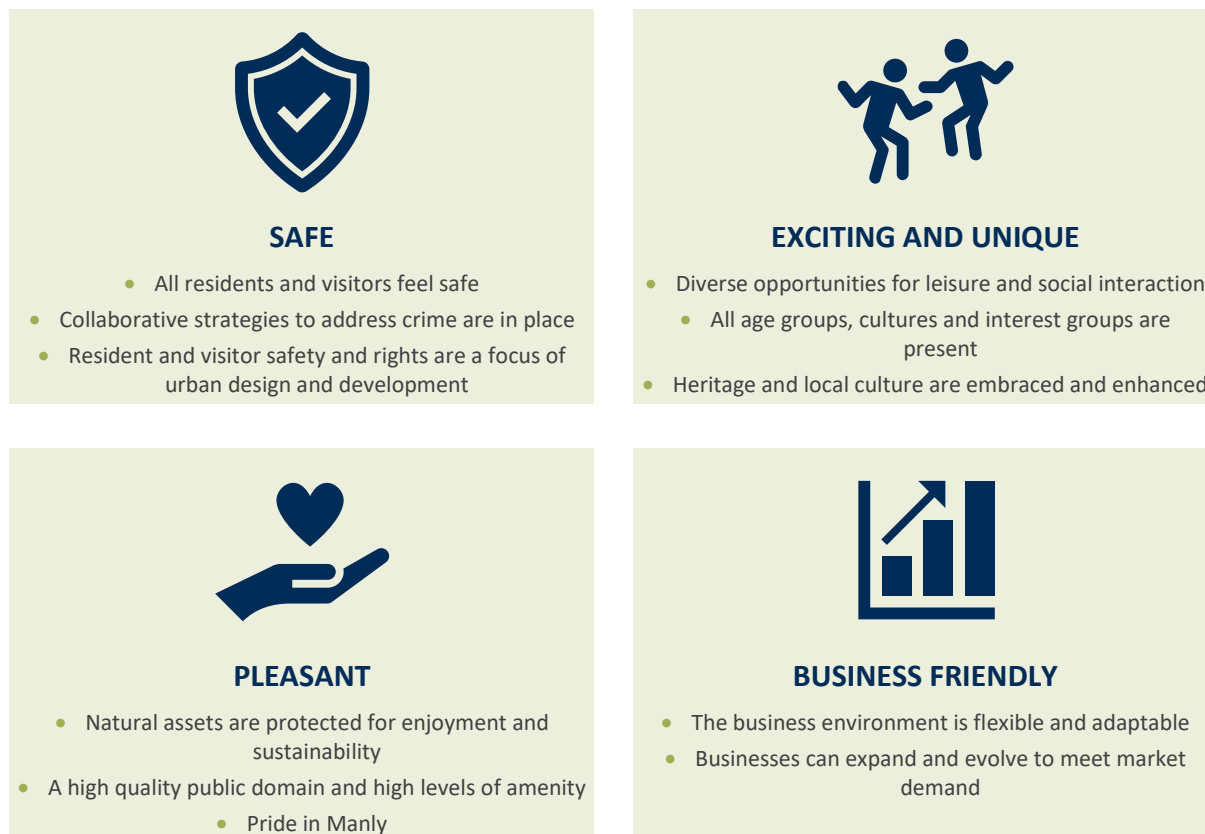 SAFE
• All residents and visitors feel safe
• Collaborative strategies to address crime are in place
• Resident and visitor safety and rights are a focus of
urban design and development
EXCITING AND UNIQUE
• Diverse opportunities for leisure and social interaction
• All age groups, cultures and interest groups are
present
• Heritage and local culture are embraced and enhanced
PLEASANT
• Natural assets are protected for enjoyment and
sustainability
• A high quality public domain and high levels of amenity
• Pride in Manly
BUSINESS FRIENDLY
• The business environment is flexible and adaptable
• Businesses can expand and evolve to meet market
demand